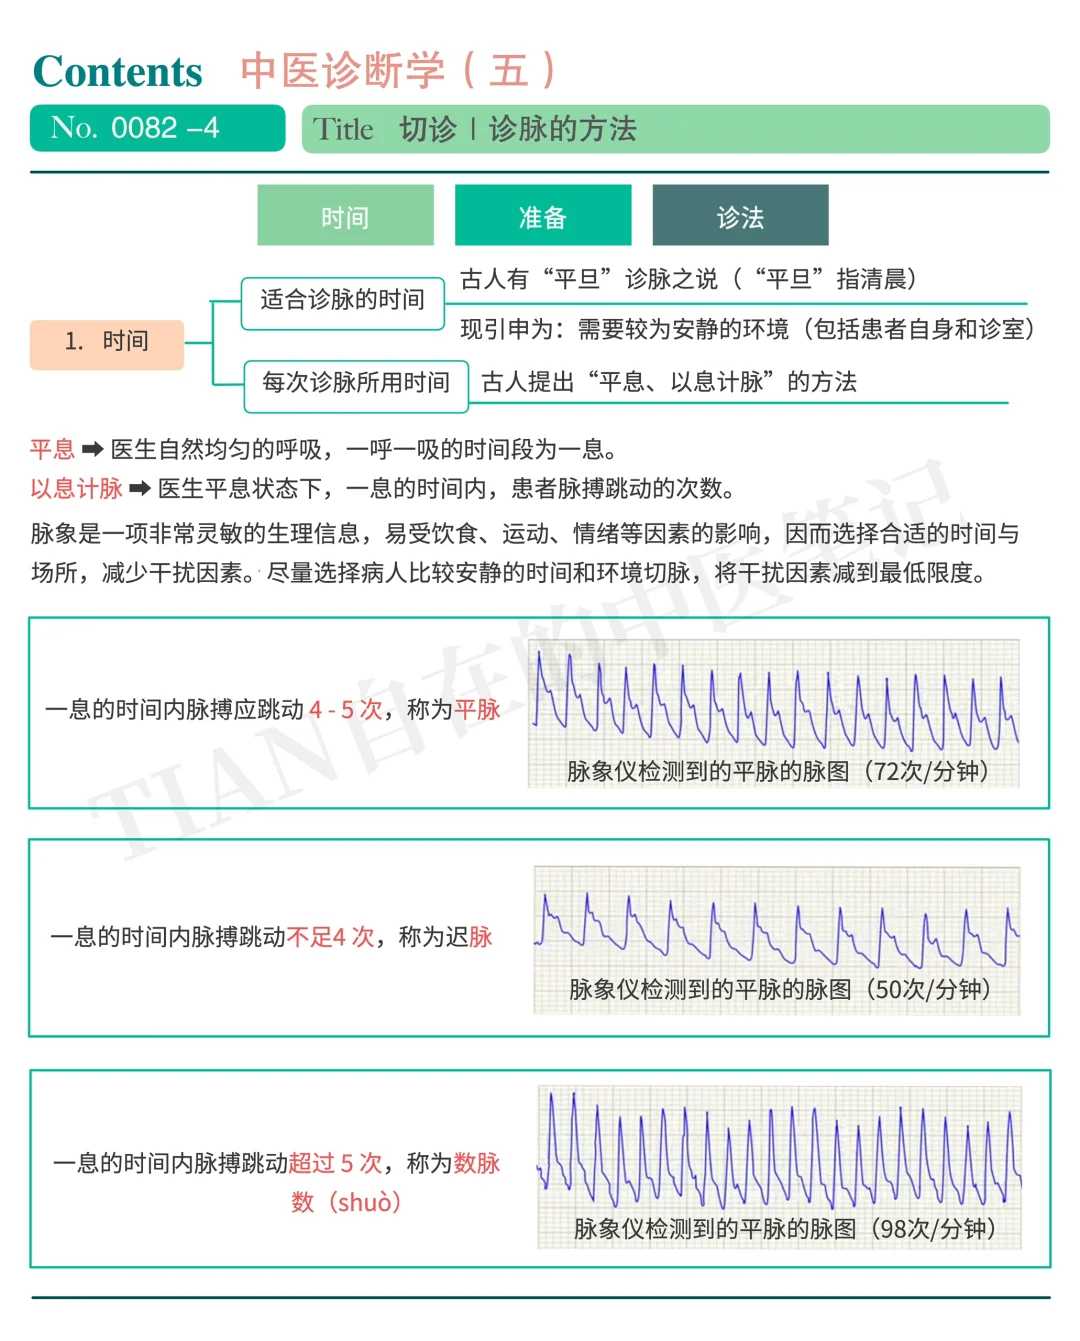 Contents 中医诊断学（五）
No. 0082 –4
Title 切诊 | 诊脉的方法
时间 准备 诊法
适合诊脉的时间
古人有“平旦”诊脉之说（“平旦”指清晨）
1. 时间
现引申为：需要较为安静的环境（包括患者自身和诊室）
每次诊脉所用时间
古人提出“平息、以息计脉”的方法
平息 ➡ 医生自然均匀的呼吸，一呼一吸的时间段为一息。
以息计脉 ➡ 医生平息状态下，一息的时间内，患者脉搏跳动的次数。
脉象是一项非常灵敏的生理信息，易受饮食、运动、情绪等因素的影响，因而选择合适的时间与
场所，减少干扰因素。尽量选择病人比较安静的时间和环境切脉，将干扰因素减到最低限度。
TIAN自在的中医笔记
一息的时间内脉搏应跳动 4 - 5 次，称为平脉
脉象仪检测到的平脉的脉图（72次/分钟）
一息的时间内脉搏跳动不足4 次，称为迟脉
脉象仪检测到的平脉的脉图（50次/分钟）
一息的时间内脉搏跳动超过 5 次，称为数脉
数（shuò）
脉象仪检测到的平脉的脉图（98次/分钟）